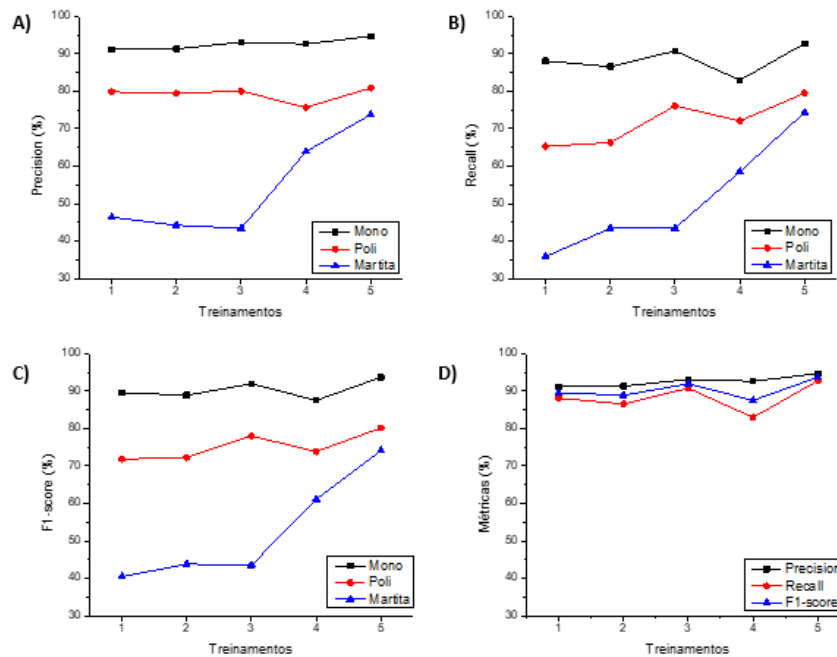 A)
Precision (%)
100
90
80
70
60
50
40
30
Mono
Poli
Martita
1 2 3 4 5
Treinamentos
B)
Recall (%)
100
90
80
70
60
50
40
30
Mono
Poli
Martita
1 2 3 4 5
Treinamentos
C)
F1-score (%)
100
90
80
70
60
50
40
30
Mono
Poli
Martita
1 2 3 4 5
Treinamentos
D)
Métricas (%)
100
90
80
70
60
50
40
30
Precision
Recall
F1-score
1 2 3 4 5
Treinamentos